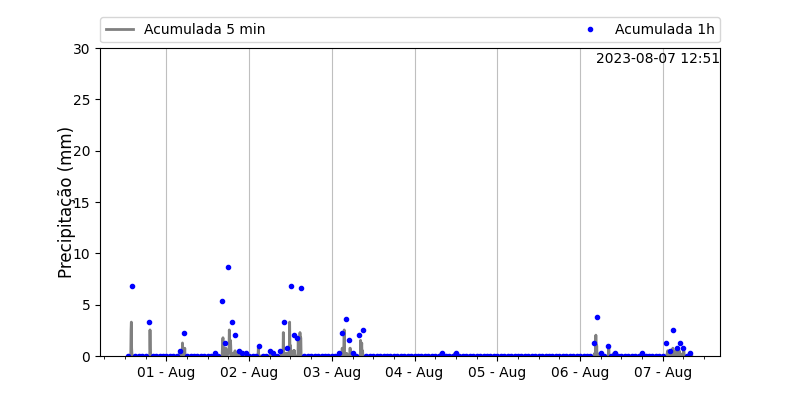 Acumulada 5 min
Acumulada 1h
2023-08-07 12:51
30
25
20
15
10
5
0
Precipitação (mm)
01 - Aug
02 - Aug
03 - Aug
04 - Aug
05 - Aug
06 - Aug
07 - Aug